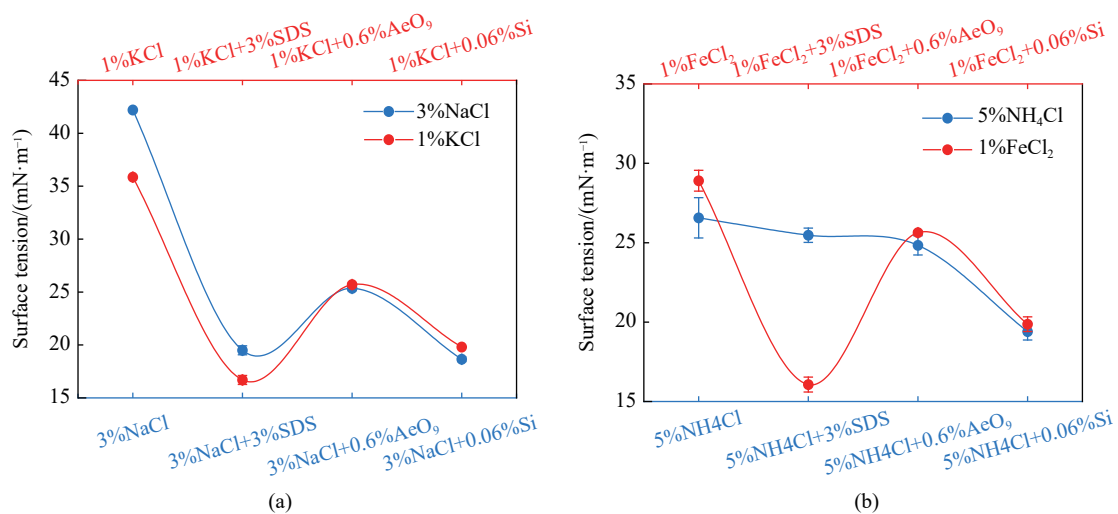 1%KCl
1%KCl+3%SDS
1%KCl+0.6%AeO₉
1%KCl+0.06%Si
45
40
35
30
25
20
15
Surface tension/(mN·m⁻¹)
3%NaCl
1%KCl
3%NaCl
3%NaCl+3%SDS
3%NaCl+0.6%AeO₉
3%NaCl+0.06%Si
(a)
1%FeCl₂
1%FeCl₂+3%SDS
1%FeCl₂+0.6%AeO₉
1%FeCl₂+0.06%Si
35
30
25
20
15
Surface tension/(mN·m⁻¹)
5%NH₄Cl
1%FeCl₂
5%NH4Cl
5%NH4Cl+3%SDS
5%NH4Cl+0.6%AeO₉
5%NH4Cl+0.06%Si
(b)